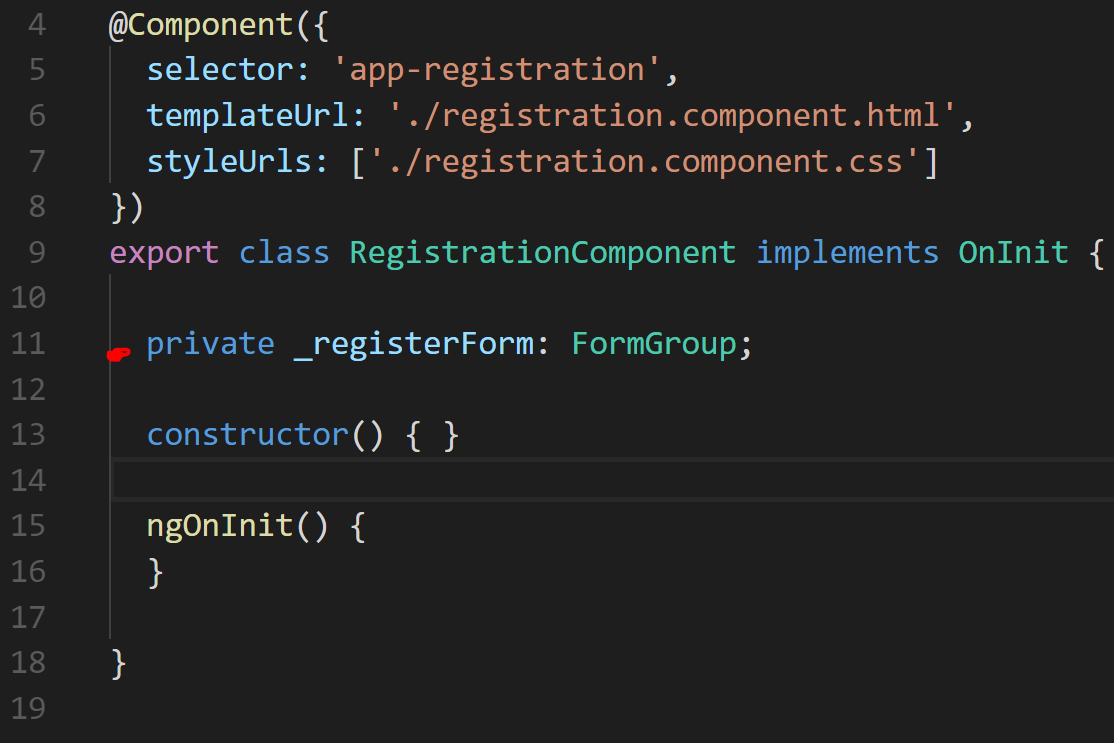 4 @Component({
5 selector: 'app-registration',
6 templateUrl: './registration.component.html',
7 styleUrls: ['./registration.component.css']
8 })
9 export class RegistrationComponent implements OnInit {
10
11 private _registerForm: FormGroup;
12
13 constructor() { }
14
15 ngOnInit() {
16 }
17
18 }
19